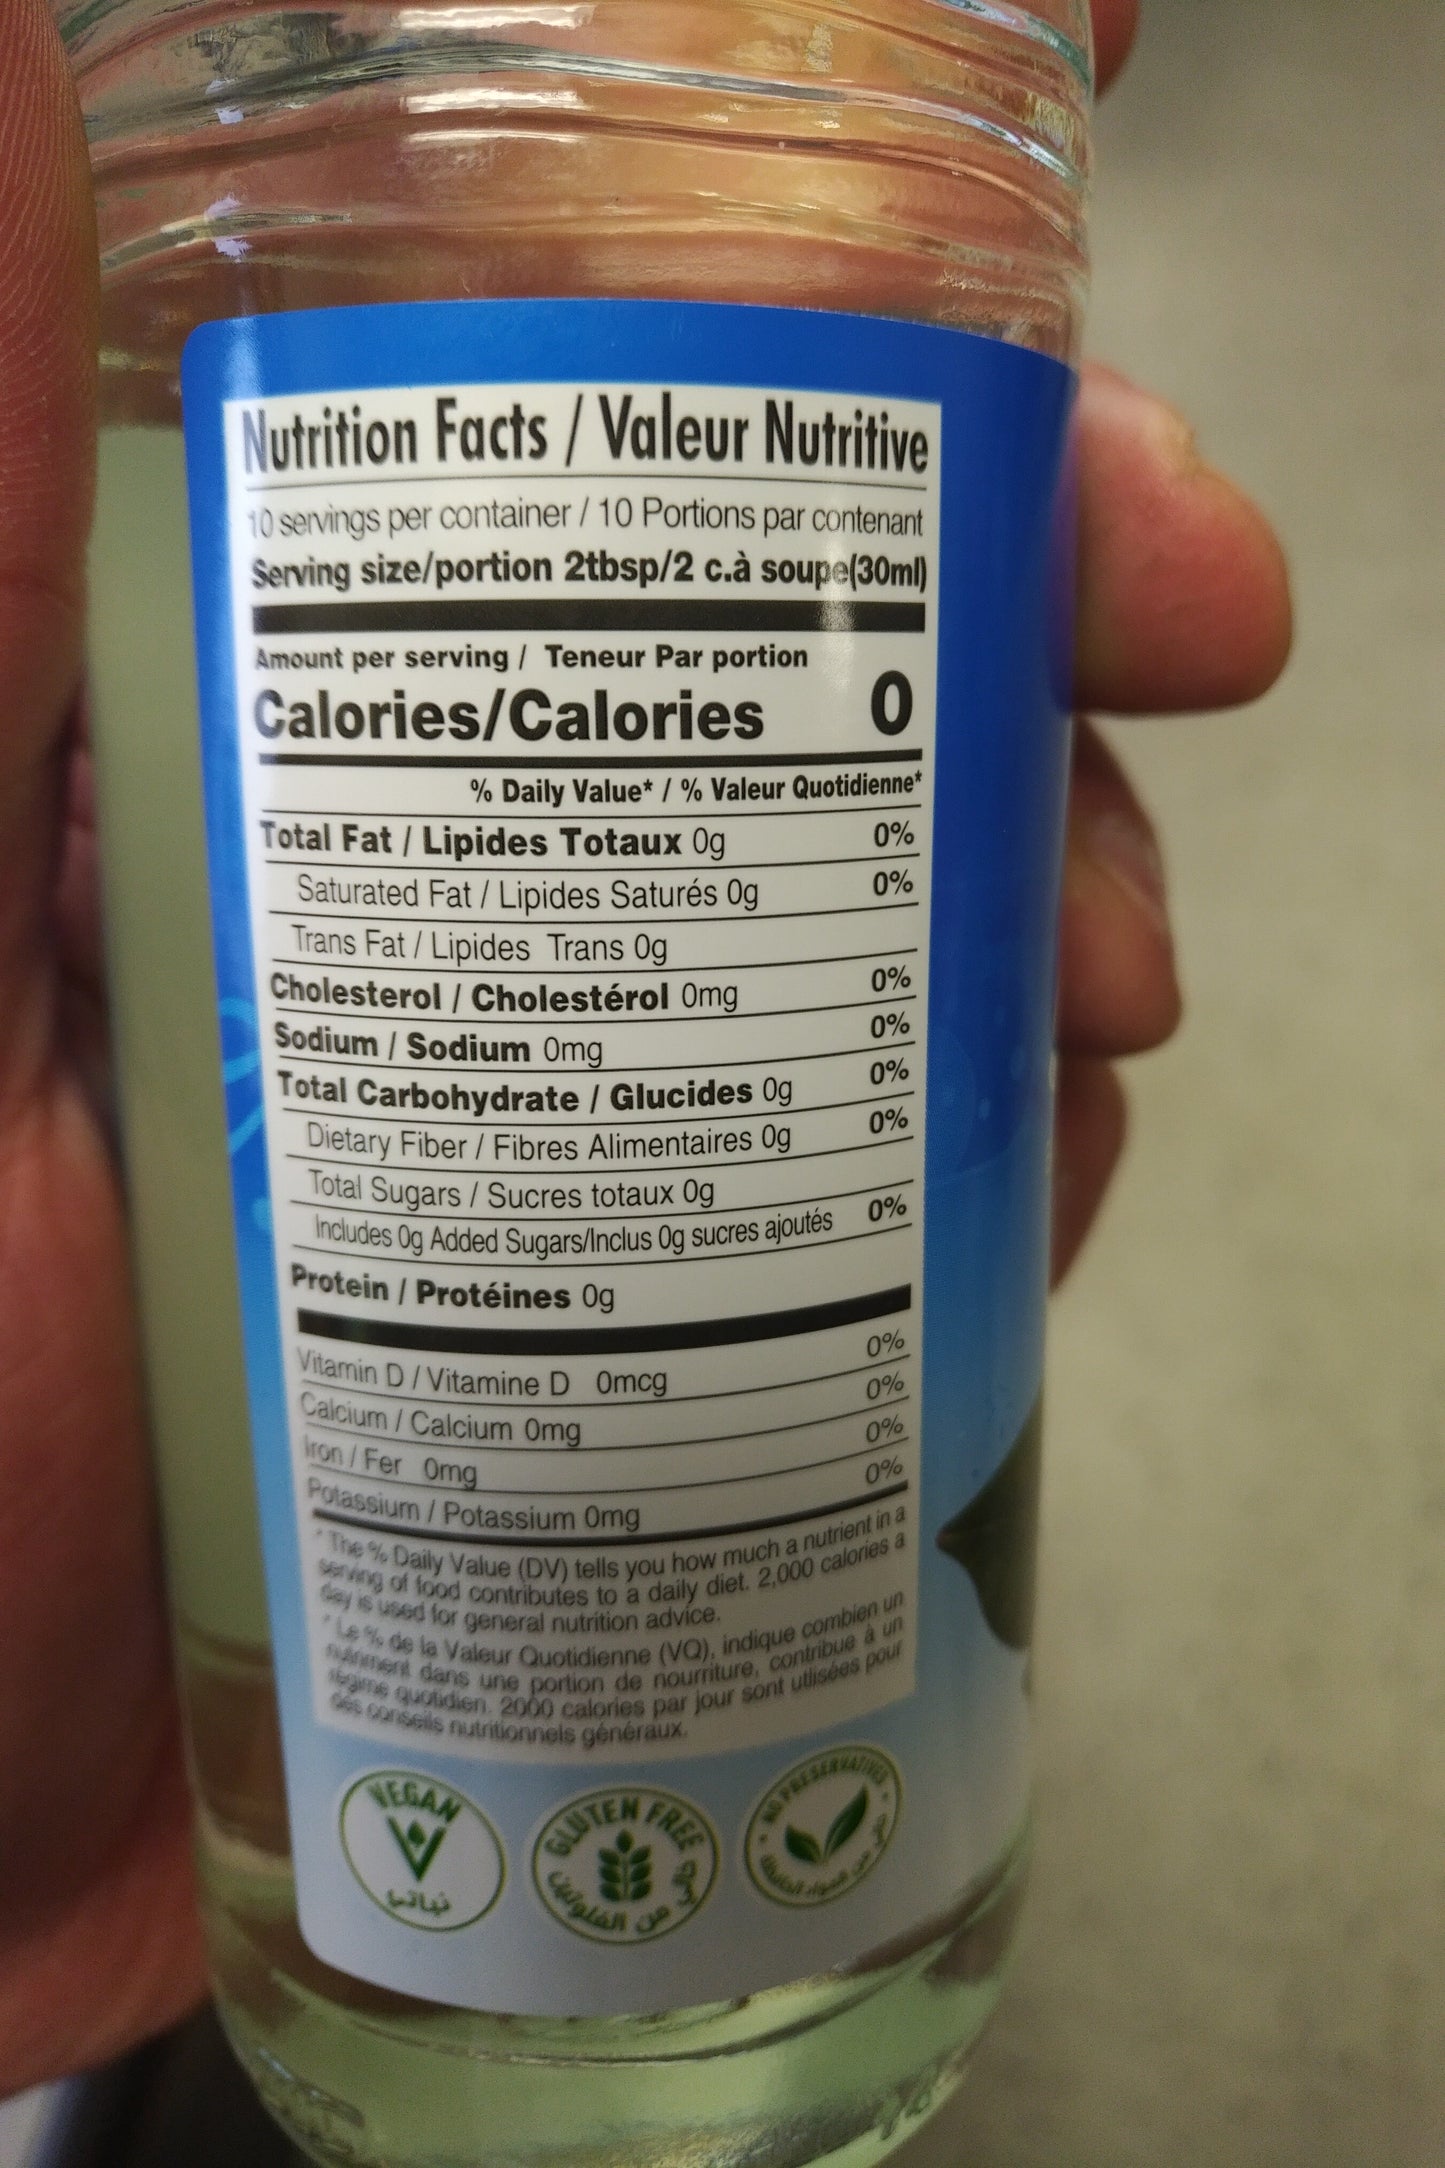 Nutrition Facts / Valeur Nutritive
10 servings per container / 10 Portions par contenant
Serving size/portion 2tbsp/2 c.à soupe(30ml)
Amount per serving / Teneur Par portion
Calories/Calories 0
% Daily Value* / % Valeur Quotidienne*
Total Fat / Lipides Totaux 0g 0%
Saturated Fat / Lipides Saturés 0g 0%
Trans Fat / Lipides Trans 0g
Cholesterol / Cholestérol 0mg 0%
Sodium / Sodium 0mg 0%
Total Carbohydrate / Glucides 0g 0%
Dietary Fiber / Fibres Alimentaires 0g 0%
Total Sugars / Sucres totaux 0g
Includes 0g Added Sugars/Inclus 0g sucres ajoutés 0%
Protein / Protéines 0g
Vitamin D / Vitamine D 0mcg 0%
Calcium / Calcium 0mg 0%
Iron / Fer 0mg 0%
Potassium / Potassium 0mg 0%
* The % Daily Value (DV) tells you how much a nutrient in a
serving of food contributes to a daily diet. 2,000 calories a
day is used for general nutrition advice.
* Le % de la Valeur Quotidienne (VQ), indique combien un
nutriment dans une portion de nourriture, contribue à un
régime quotidien. 2000 calories par jour sont utlisées pour
des conseils nutritionnels généraux.
VEGAN
نباتي
GLUTEN FREE
خالي من الغلوتين
NO PRESERVATIVES
خالي من المواد الحافظة